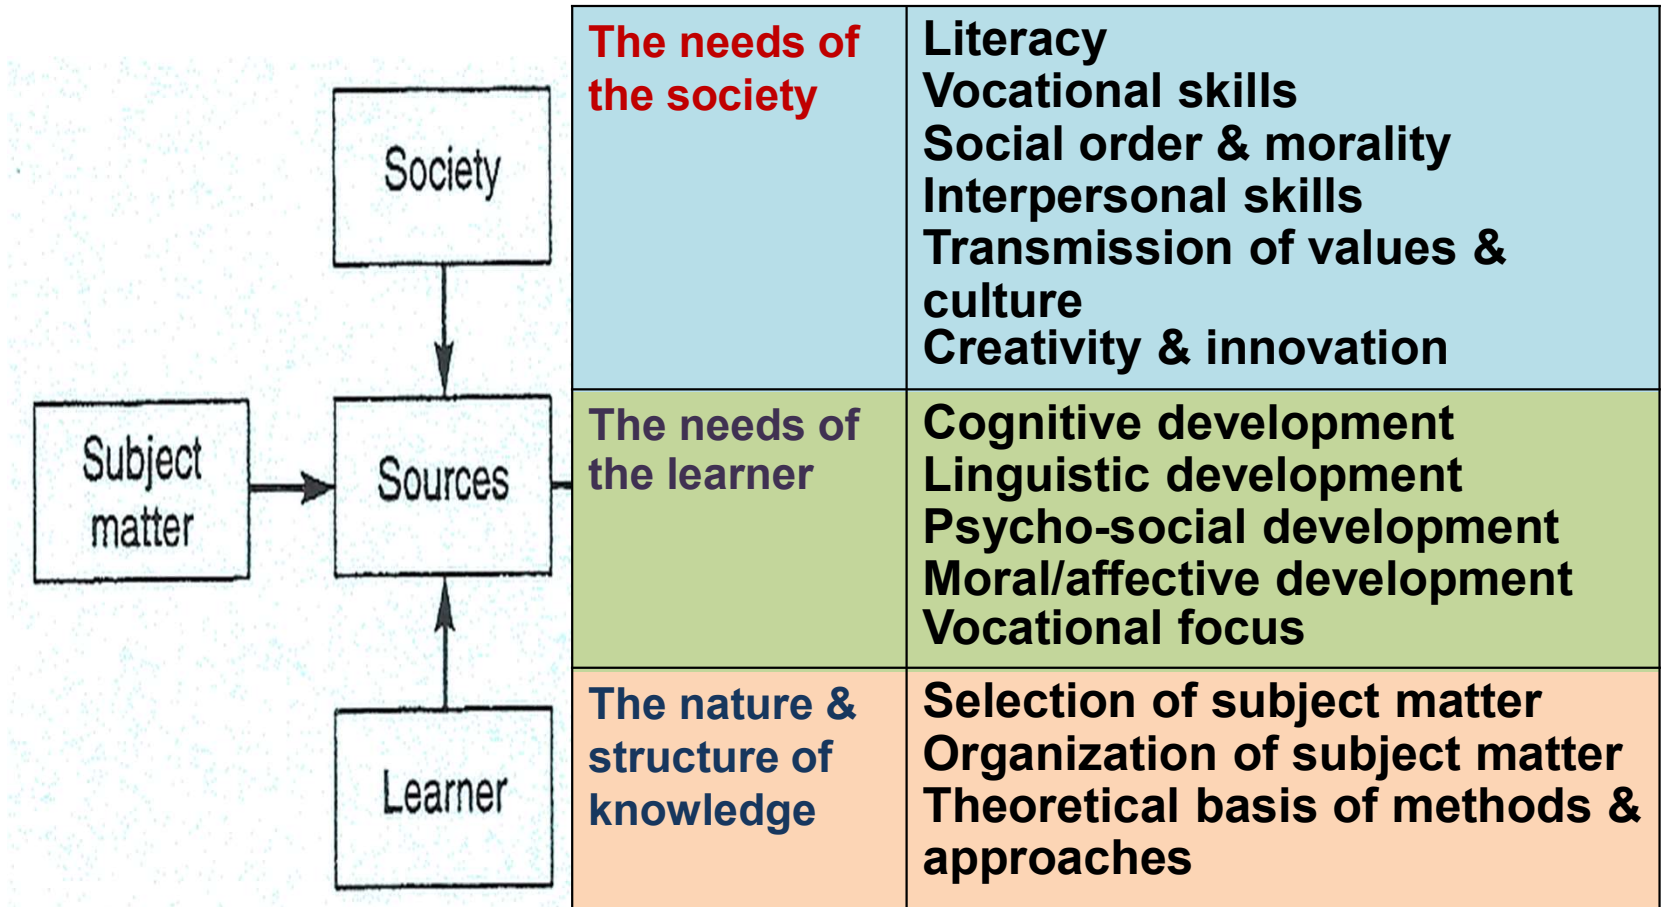 Society
Subject
matter
Sources
Learner
The needs of
the society
Literacy
Vocational skills
Social order & morality
Interpersonal skills
Transmission of values &
culture
Creativity & innovation
The needs of
the learner
Cognitive development
Linguistic development
Psycho-social development
Moral/affective development
Vocational focus
The nature &
structure of
knowledge
Selection of subject matter
Organization of subject matter
Theoretical basis of methods &
approaches